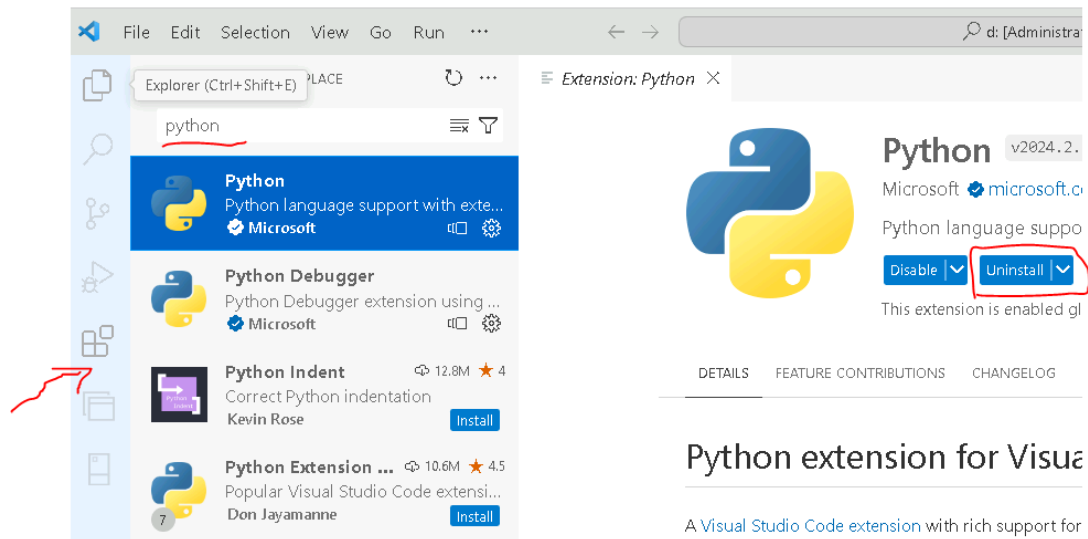 File Edit Selection View Go Run ···
d: [Administra
Explorer (Ctrl+Shift+E)
PLACE
Extension: Python
python
Python
Python language support with exte...
Microsoft
Python Debugger
Python Debugger extension using ...
Microsoft
Python Indent 12.8M 4
Correct Python indentation
Kevin Rose Install
Python Extension ... 10.6M 4.5
Popular Visual Studio Code extensi...
Don Jayamanne Install
7
Python v2024.2.
Microsoft microsoft.c
Python language suppo
Disable Uninstall
This extension is enabled gl
DETAILS FEATURE CONTRIBUTIONS CHANGELOG
Python extension for Visua
A Visual Studio Code extension with rich support for